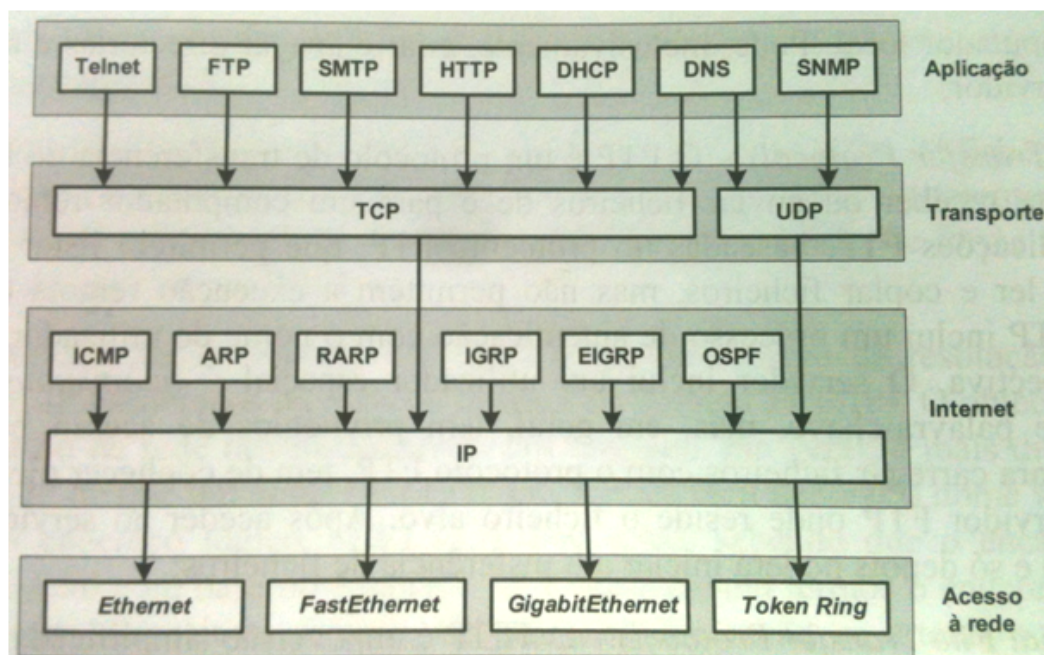 Telnet
FTP
SMTP
HTTP
DHCP
DNS
SNMP
Aplicação
TCP
UDP
Transporte
ICMP
ARP
RARP
IGRP
EIGRP
OSPF
Internet
IP
Ethernet
FastEthernet
GigabitEthernet
Token Ring
Acesso
à rede